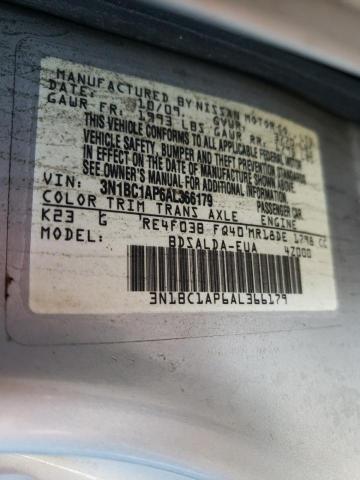 MANUFACTURED BY NISSAN MOTOR CO., LTD.
DATE: 10/09 GVWR:
GAWR FR: 1993 LBS GAWR RR:
THIS VEHICLE CONFORMS TO ALL APPLICABLE FEDERAL MOTOR
VEHICLE SAFETY, BUMPER AND THEFT PREVENTION STANDARDS
IN EFFECT ON THE DATE OF MANUFACTURE SHOWN ABOVE.
SEE OWNER'S MANUAL
VIN: 3N1BC1AP6AL366179 PASSENGER CAR
COLOR TRIM TRANS AXLE ENGINE
K23 G RE4F03B FQ40 MR18DE 1798 CC
MODEL: BDSALDA-EUA 47000
3N1BC1AP6AL366179